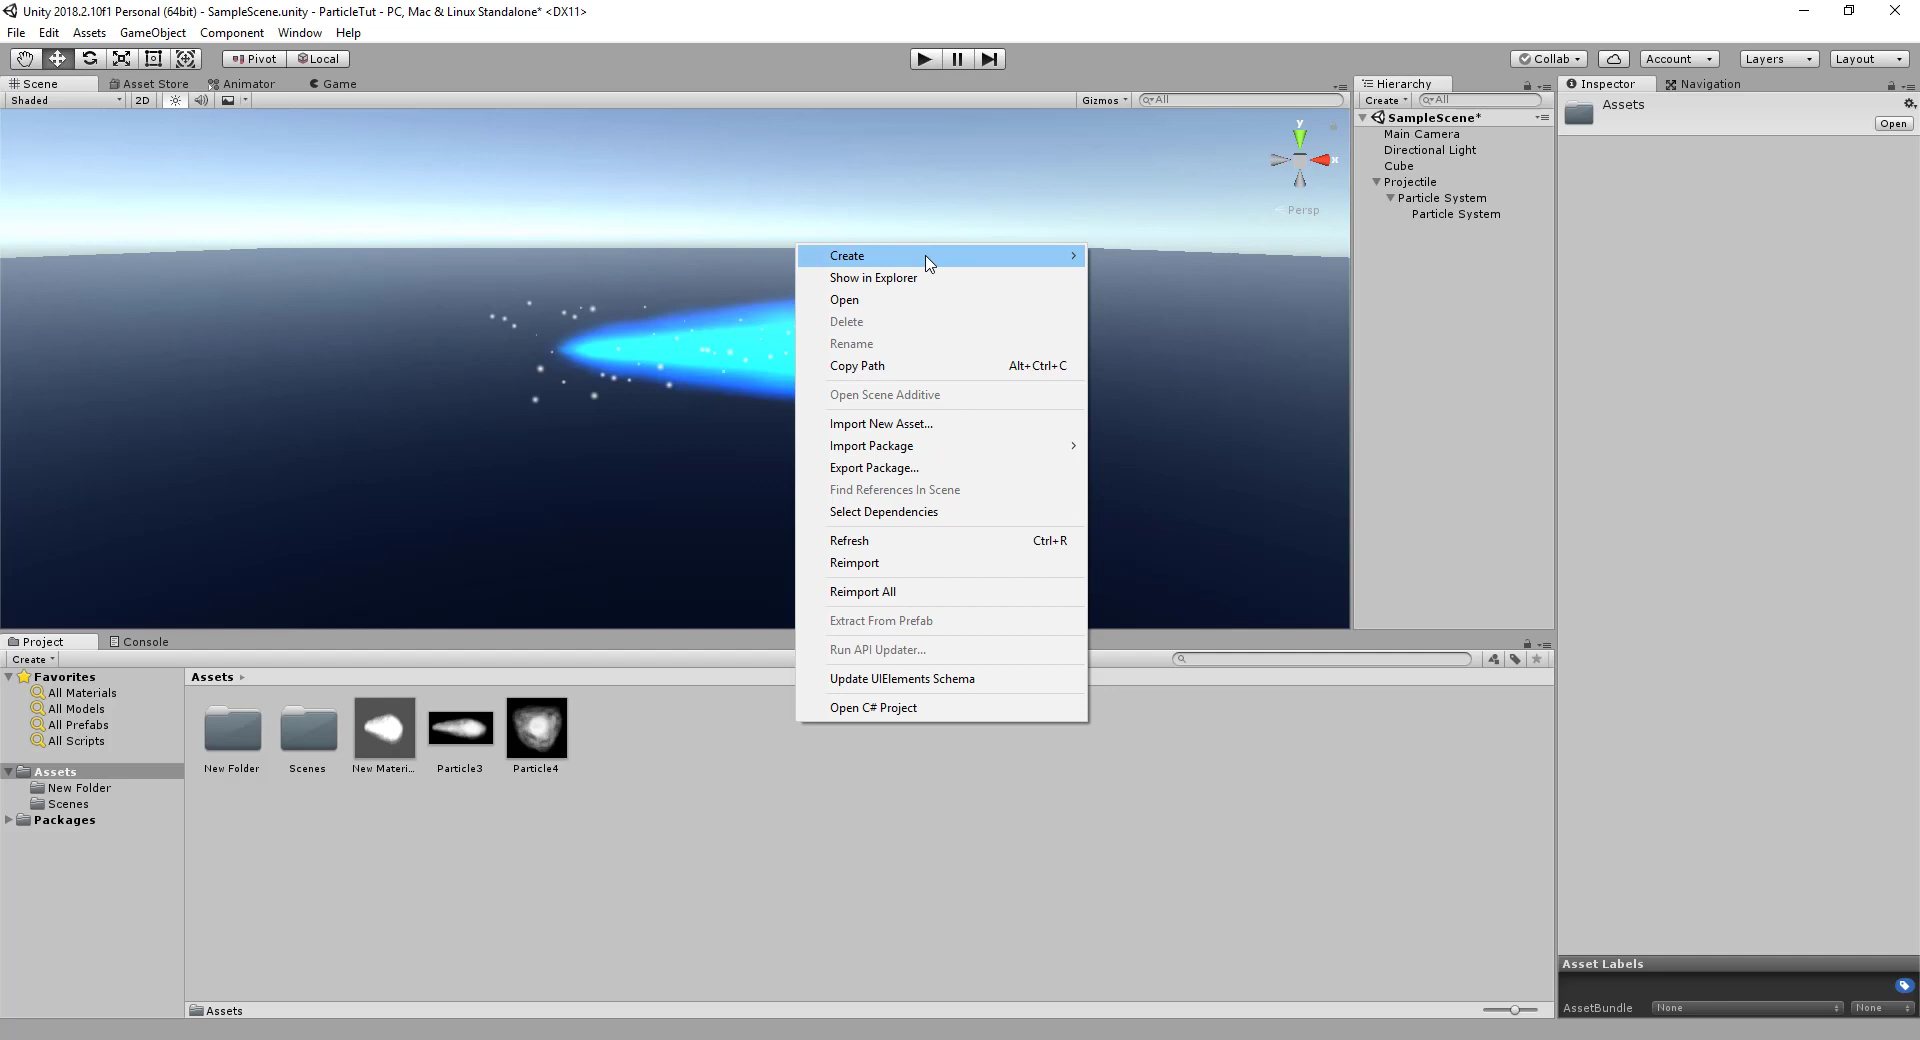 Unity 2018.2.10f1 Personal (64bit) - SampleScene.unity - ParticleTut - PC, Mac & Linux Standalone* <DX11>
File Edit Assets GameObject Component Window Help
Pivot Local Collab Account Layers Layout
Scene Asset Store Animator Game
Shaded 2D Gizmos All
Hierarchy
Create All
SampleScene*
Main Camera
Directional Light
Cube
Projectile
Particle System
Particle System
Inspector Navigation
Assets
Open
y
x
Persp
Create
Show in Explorer
Open
Delete
Rename
Copy Path Alt+Ctrl+C
Open Scene Additive
Import New Asset...
Import Package
Export Package...
Find References In Scene
Select Dependencies
Refresh Ctrl+R
Reimport
Reimport All
Extract From Prefab
Run API Updater...
Update UIElements Schema
Open C# Project
Project Console
Create
Favorites
All Materials
All Models
All Prefabs
All Scripts
Assets
New Folder
Scenes
Packages
Assets
New Folder Scenes New Materi... Particle3 Particle4
Assets
Asset Labels
AssetBundle None None